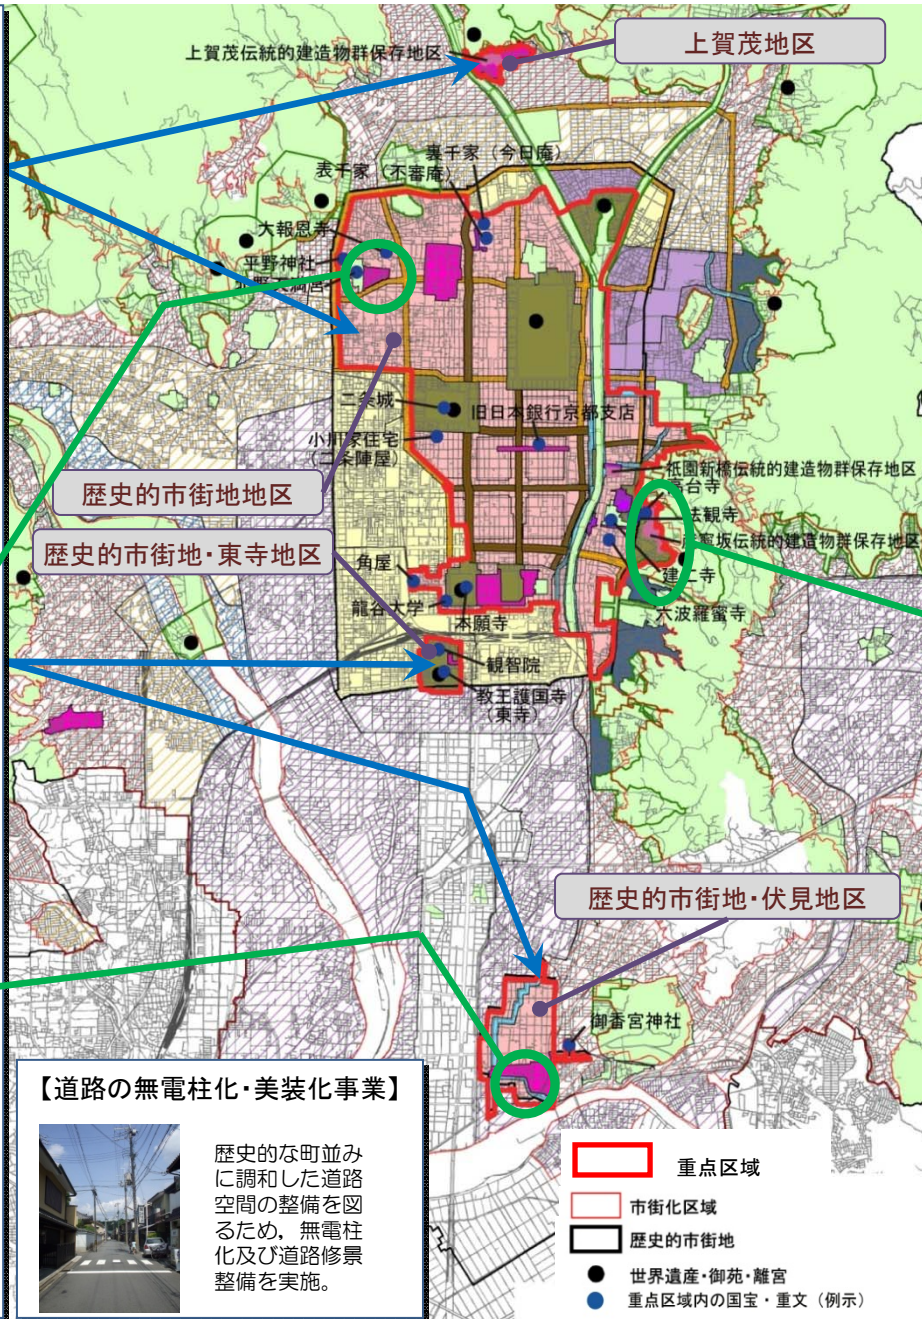 上賀茂伝統的建造物群保存地区
上賀茂地区
裏千家（今日庵）
表千家（不審庵）
大報恩寺
平野神社
二条城
旧日本銀行京都支店
小川家住宅
（二条陣屋）
祇園新橋伝統的建造物群保存地区
高台寺
歴史的市街地地区
法観寺
産寧坂伝統的建造物群保存地区
歴史的市街地・東寺地区
角屋
建仁寺
龍谷大学
本願寺
六波羅蜜寺
観智院
教王護国寺
（東寺）
歴史的市街地・伏見地区
御香宮神社
【道路の無電柱化・美装化事業】
歴史的な町並み
に調和した道路
空間の整備を図
るため，無電柱
化及び道路修景
整備を実施。
重点区域
市街化区域
歴史的市街地
世界遺産・御苑・離宮
重点区域内の国宝・重文（例示）